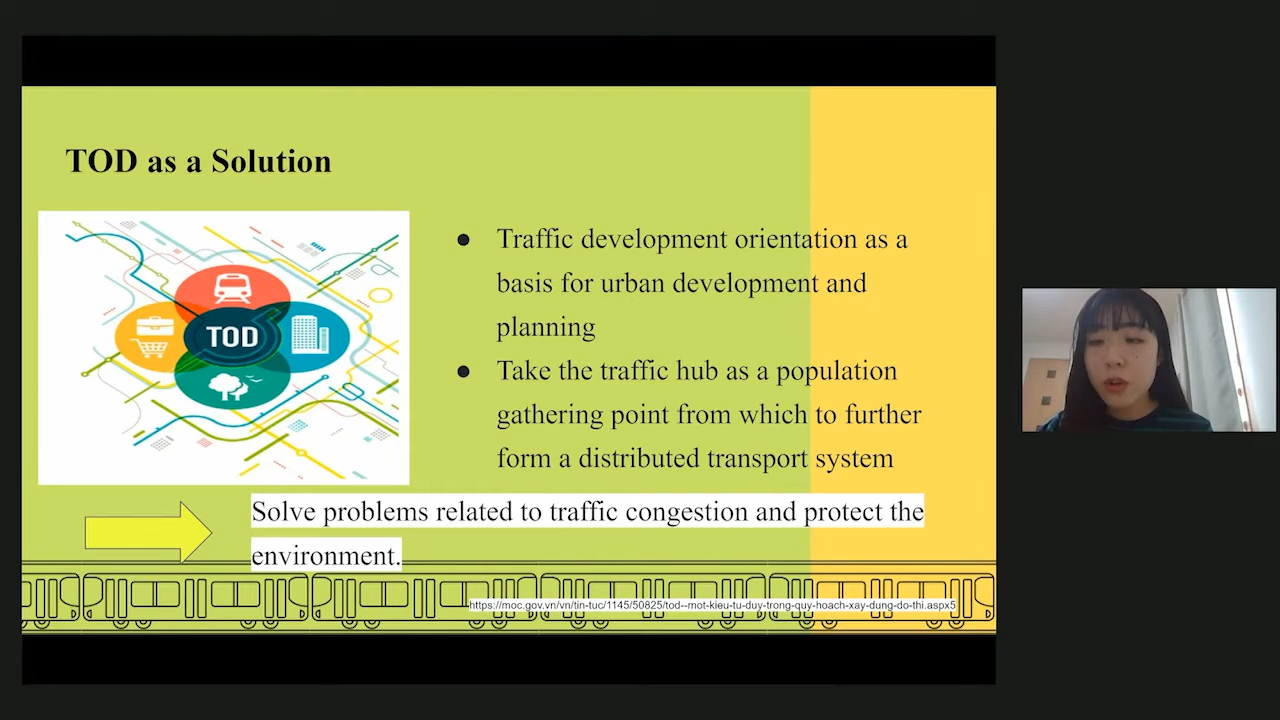 TOD as a Solution
TOD
● Traffic development orientation as a
basis for urban development and
planning
● Take the traffic hub as a population
gathering point from which to further
form a distributed transport system
Solve problems related to traffic congestion and protect the
environment.
https://moc.gov.vn/vn/tin-tuc/1145/50825/tod--mot-kieu-tu-duy-trong-quy-hoach-xay-dung-do-thi.aspx5